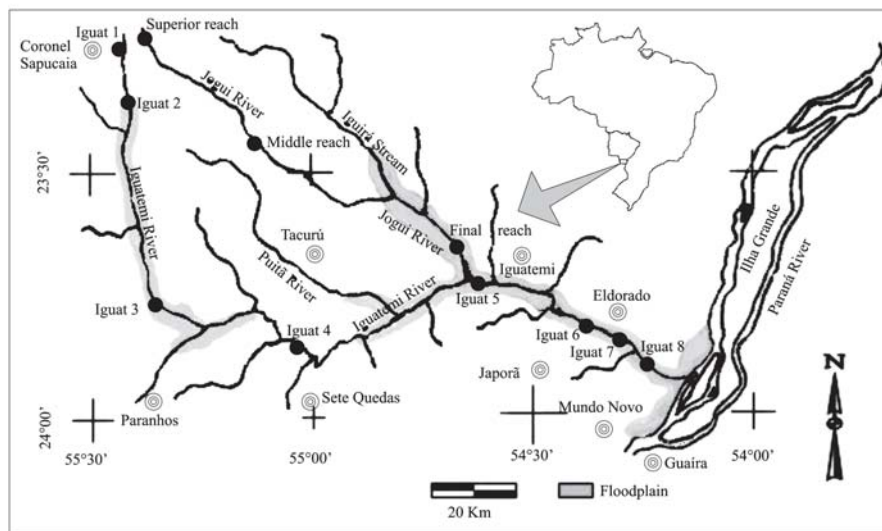 Iguat 1
Superior reach
Coronel
Sapucaia
Iguat 2
Jogui River
Iguirá Stream
Middle reach
23°30'
Iguatemi River
Jogui River
Final reach
Tacurú
Puitã River
Iguatemi
Iguatemi River
Iguat 5
Ilha Grande
Paraná River
Eldorado
Iguat 3
Iguat 4
Iguat 6
Iguat 7
Iguat 8
Japorã
N
Paranhos
Sete Quedas
Mundo Novo
24°00'
Guaíra
55°30'
55°00'
54°30'
54°00'
20 Km
Floodplain